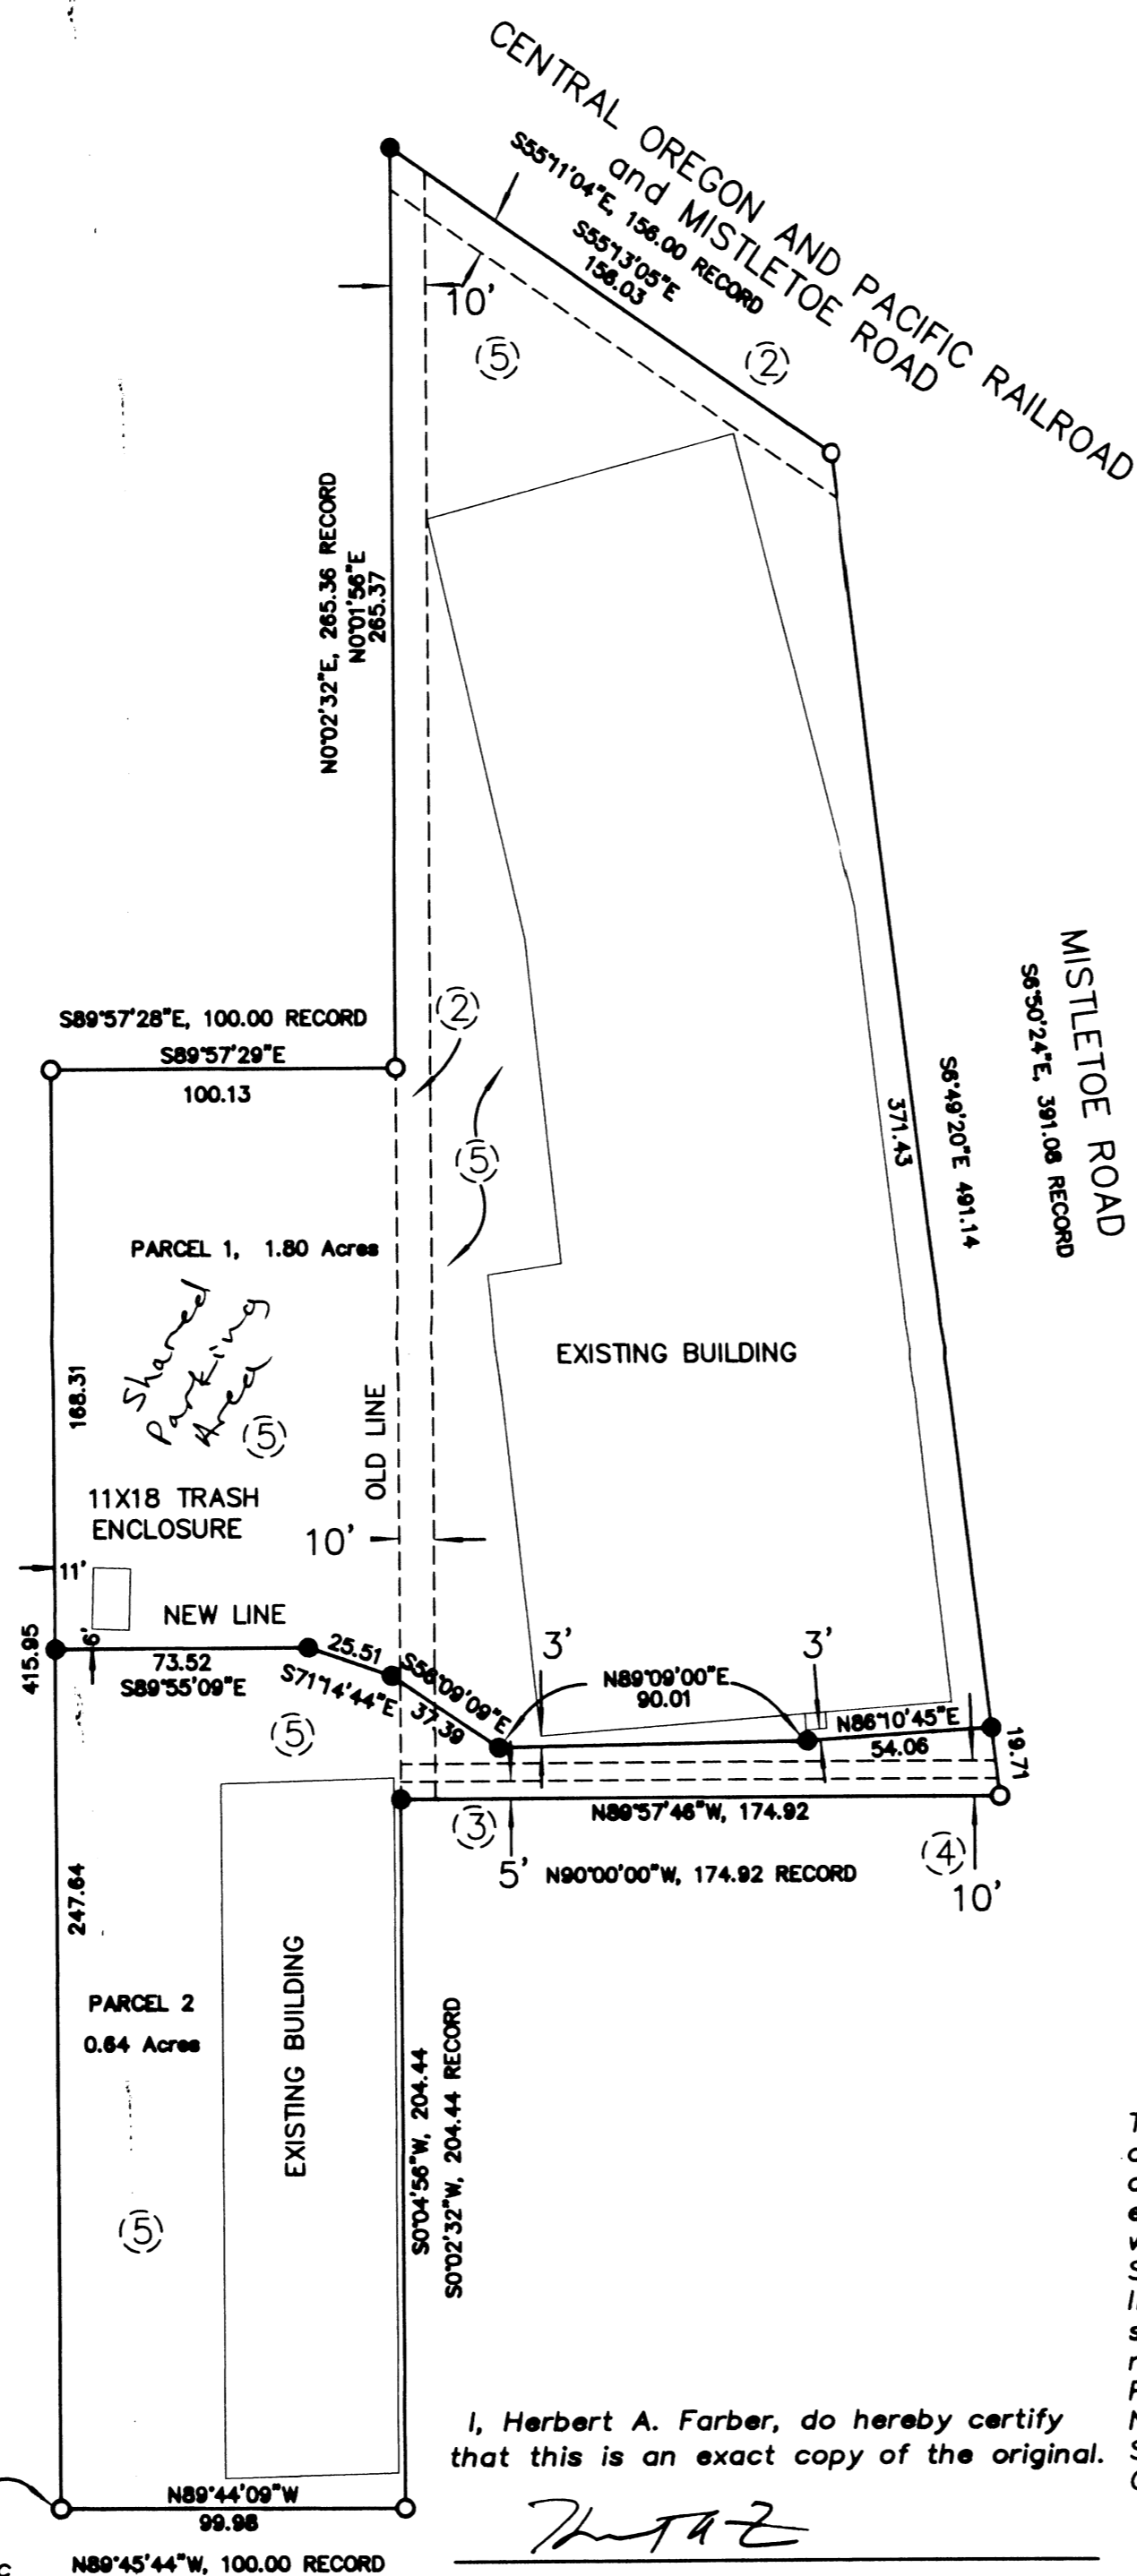 CENTRAL OREGON AND PACIFIC RAILROAD
and MISTLETOE ROAD
S55°11'04"E, 156.00 RECORD
S55°13'05"E
156.03
10'
5
2
N0°02'32"E, 265.36 RECORD
N0°01'56"E
265.37
MISTLETOE ROAD
S6°50'24"E, 391.08 RECORD
S6°49'20"E 491.14
371.43
S89°57'28"E, 100.00 RECORD
S89°57'29"E
100.13
2
5
PARCEL 1, 1.80 Acres
Shared
Parking
Area
5
168.31
OLD LINE
EXISTING BUILDING
11X18 TRASH
ENCLOSURE
10'
11'
NEW LINE
415.95
6'
73.52
S89°55'09"E
25.51
S71°14'44"E
S58°09'09"E
37.39
3'
3'
N89°09'00"E
90.01
N86°10'45"E
54.06
19.71
5
N89°57'46"W, 174.92
3
4
5'
N90°00'00"W, 174.92 RECORD
10'
247.64
PARCEL 2
0.64 Acres
EXISTING BUILDING
S0°04'56"W, 204.44
S0°02'32"W, 204.44 RECORD
5
I, Herbert A. Farber, do hereby certify
that this is an exact copy of the original.
N89°44'09"W
99.98
N89°45'44"W, 100.00 RECORD